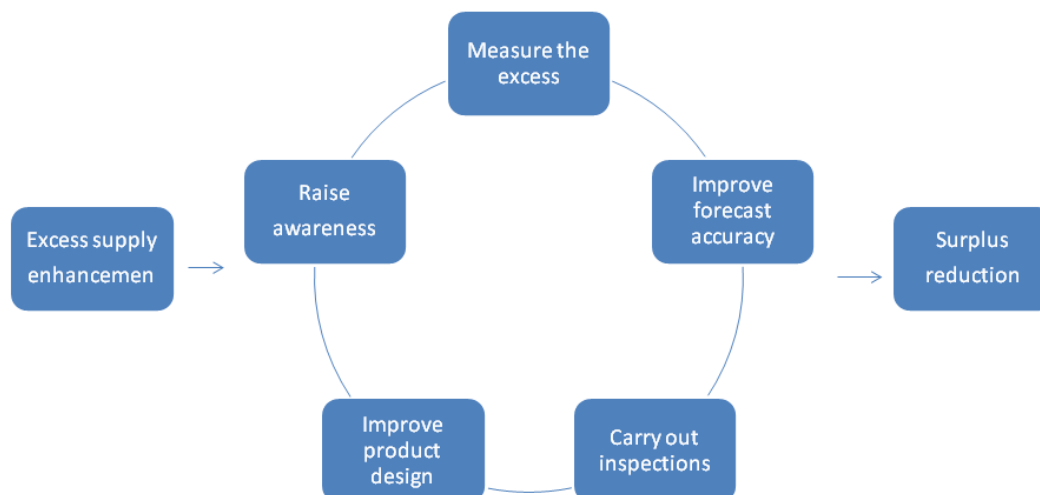 Measure the
excess
Raise
awareness
Improve
forecast
accuracy
Excess supply
enhancemen
Surplus
reduction
Improve
product
design
Carry out
inspections